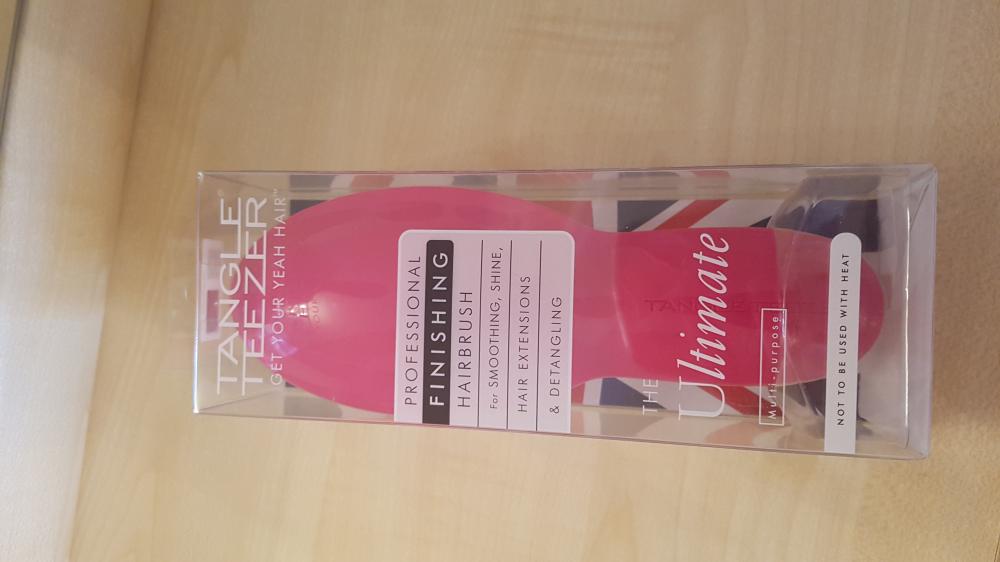 TANGLE
TEEZER
GET YOUR YEAH HAIR™
PROFESSIONAL
FINISHING
HAIRBRUSH
For SMOOTHING, SHINE,
HAIR EXTENSIONS
& DETANGLING
THE
Ultimate
Multi-purpose
NOT TO BE USED WITH HEAT